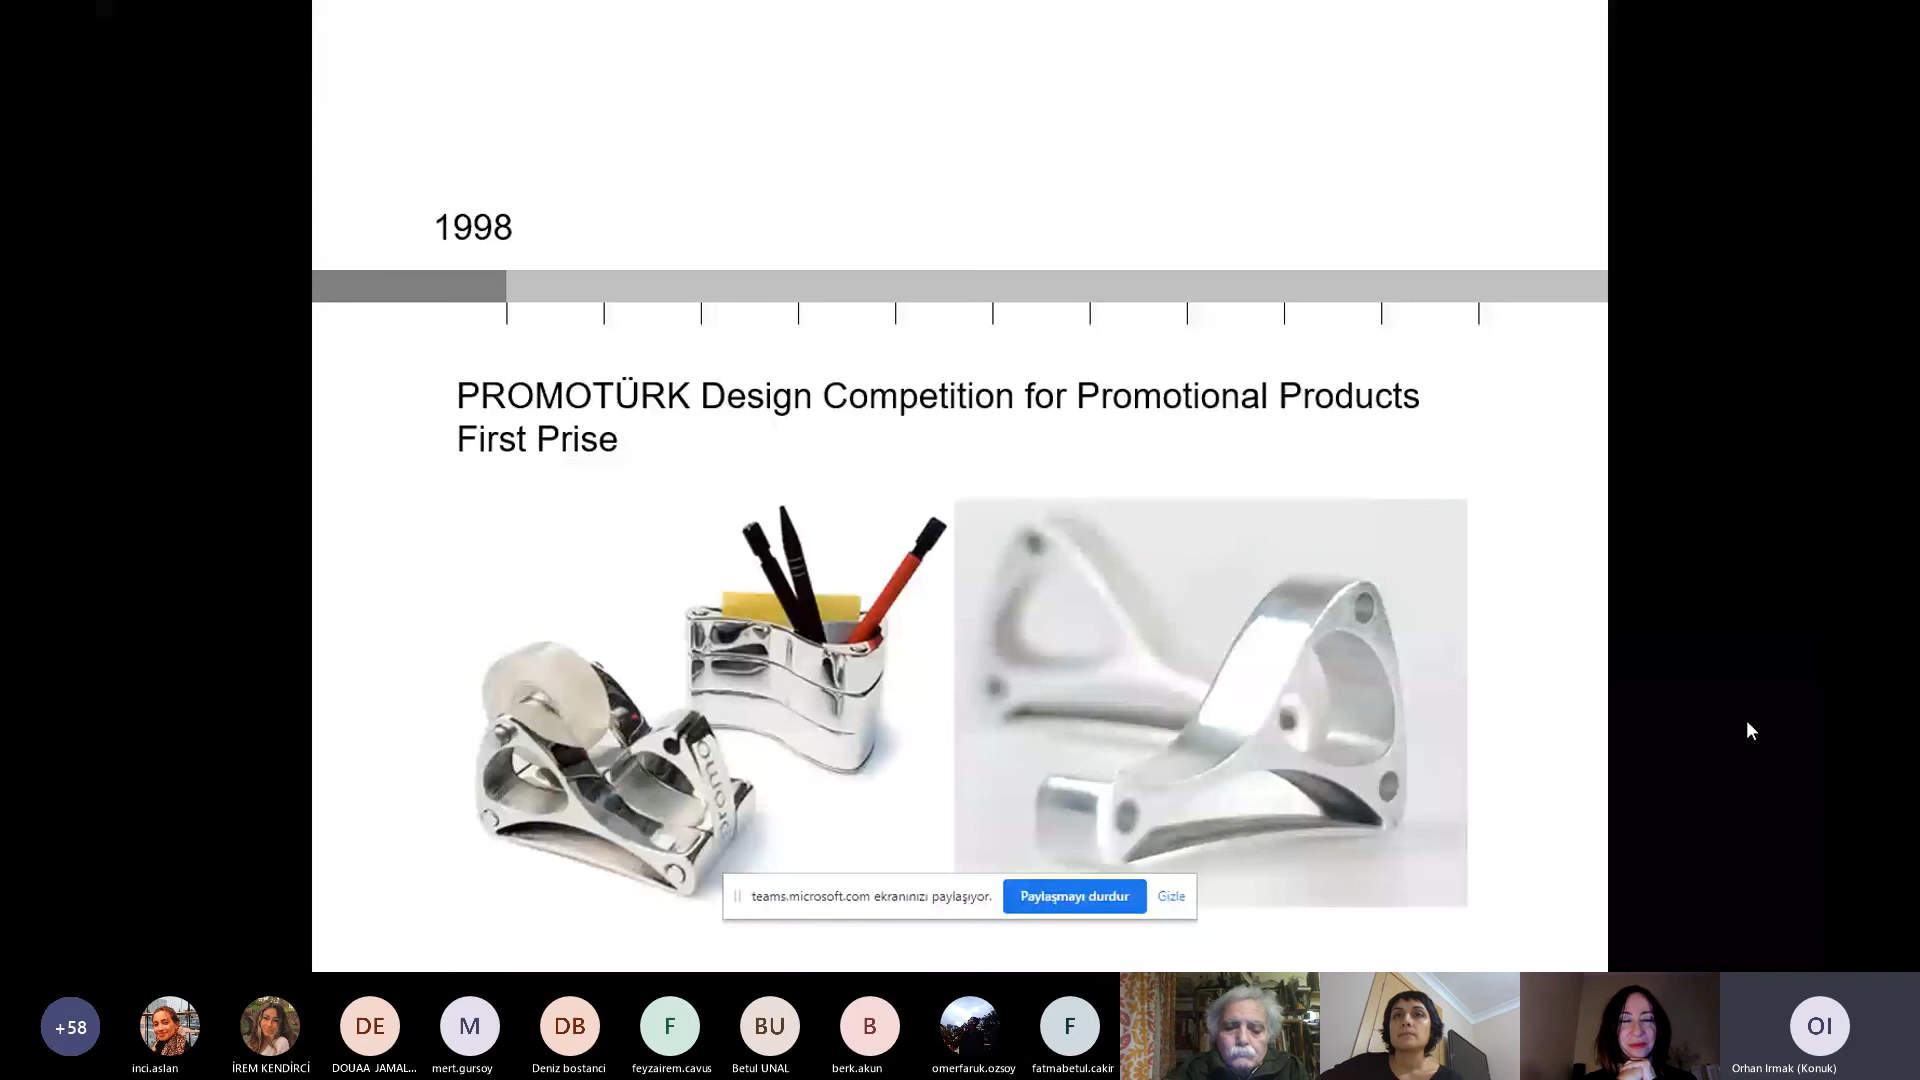 1998
PROMOTÜRK Design Competition for Promotional Products
First Prise
promo
teams.microsoft.com ekranınızı paylaşıyor.
Paylaşmayı durdur
Gizle
+58
DE
M
DB
F
BU
B
F
OI
inci.aslan
İREM KENDİRCİ
DOUAA JAMAL...
mert.gursoy
Deniz bostanci
feyzairem.cavus
Betul UNAL
berk.akun
omerfaruk.ozsoy
fatmabetul.cakir
Orhan Irmak (Konuk)